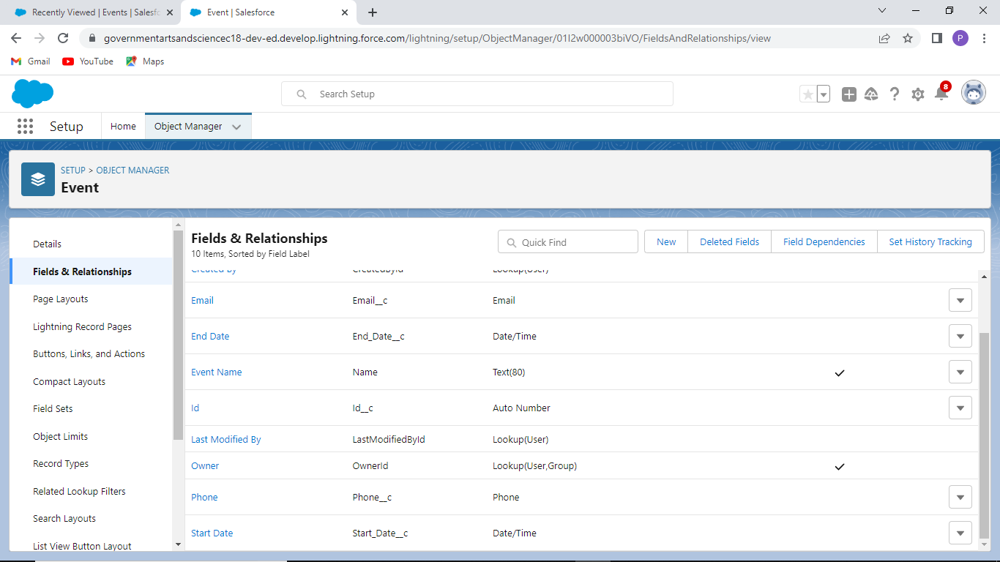 Recently Viewed | Events | Salesfc
Event | Salesforce
governmentartsandsciencec18-dev-ed.develop.lightning.force.com/lightning/setup/ObjectManager/01I2w000003biVO/FieldsAndRelationships/view
P
Gmail
YouTube
Maps
Search Setup
8
Setup
Home
Object Manager
SETUP > OBJECT MANAGER
Event
Details
Fields & Relationships
Page Layouts
Lightning Record Pages
Buttons, Links, and Actions
Compact Layouts
Field Sets
Object Limits
Record Types
Related Lookup Filters
Search Layouts
List View Button Layout
Fields & Relationships
10 Items, Sorted by Field Label
Quick Find
New
Deleted Fields
Field Dependencies
Set History Tracking
Created By CreatedById Lookup(User)
Email Email__c Email
End Date End_Date__c Date/Time
Event Name Name Text(80)
Id Id__c Auto Number
Last Modified By LastModifiedById Lookup(User)
Owner OwnerId Lookup(User,Group)
Phone Phone__c Phone
Start Date Start_Date__c Date/Time